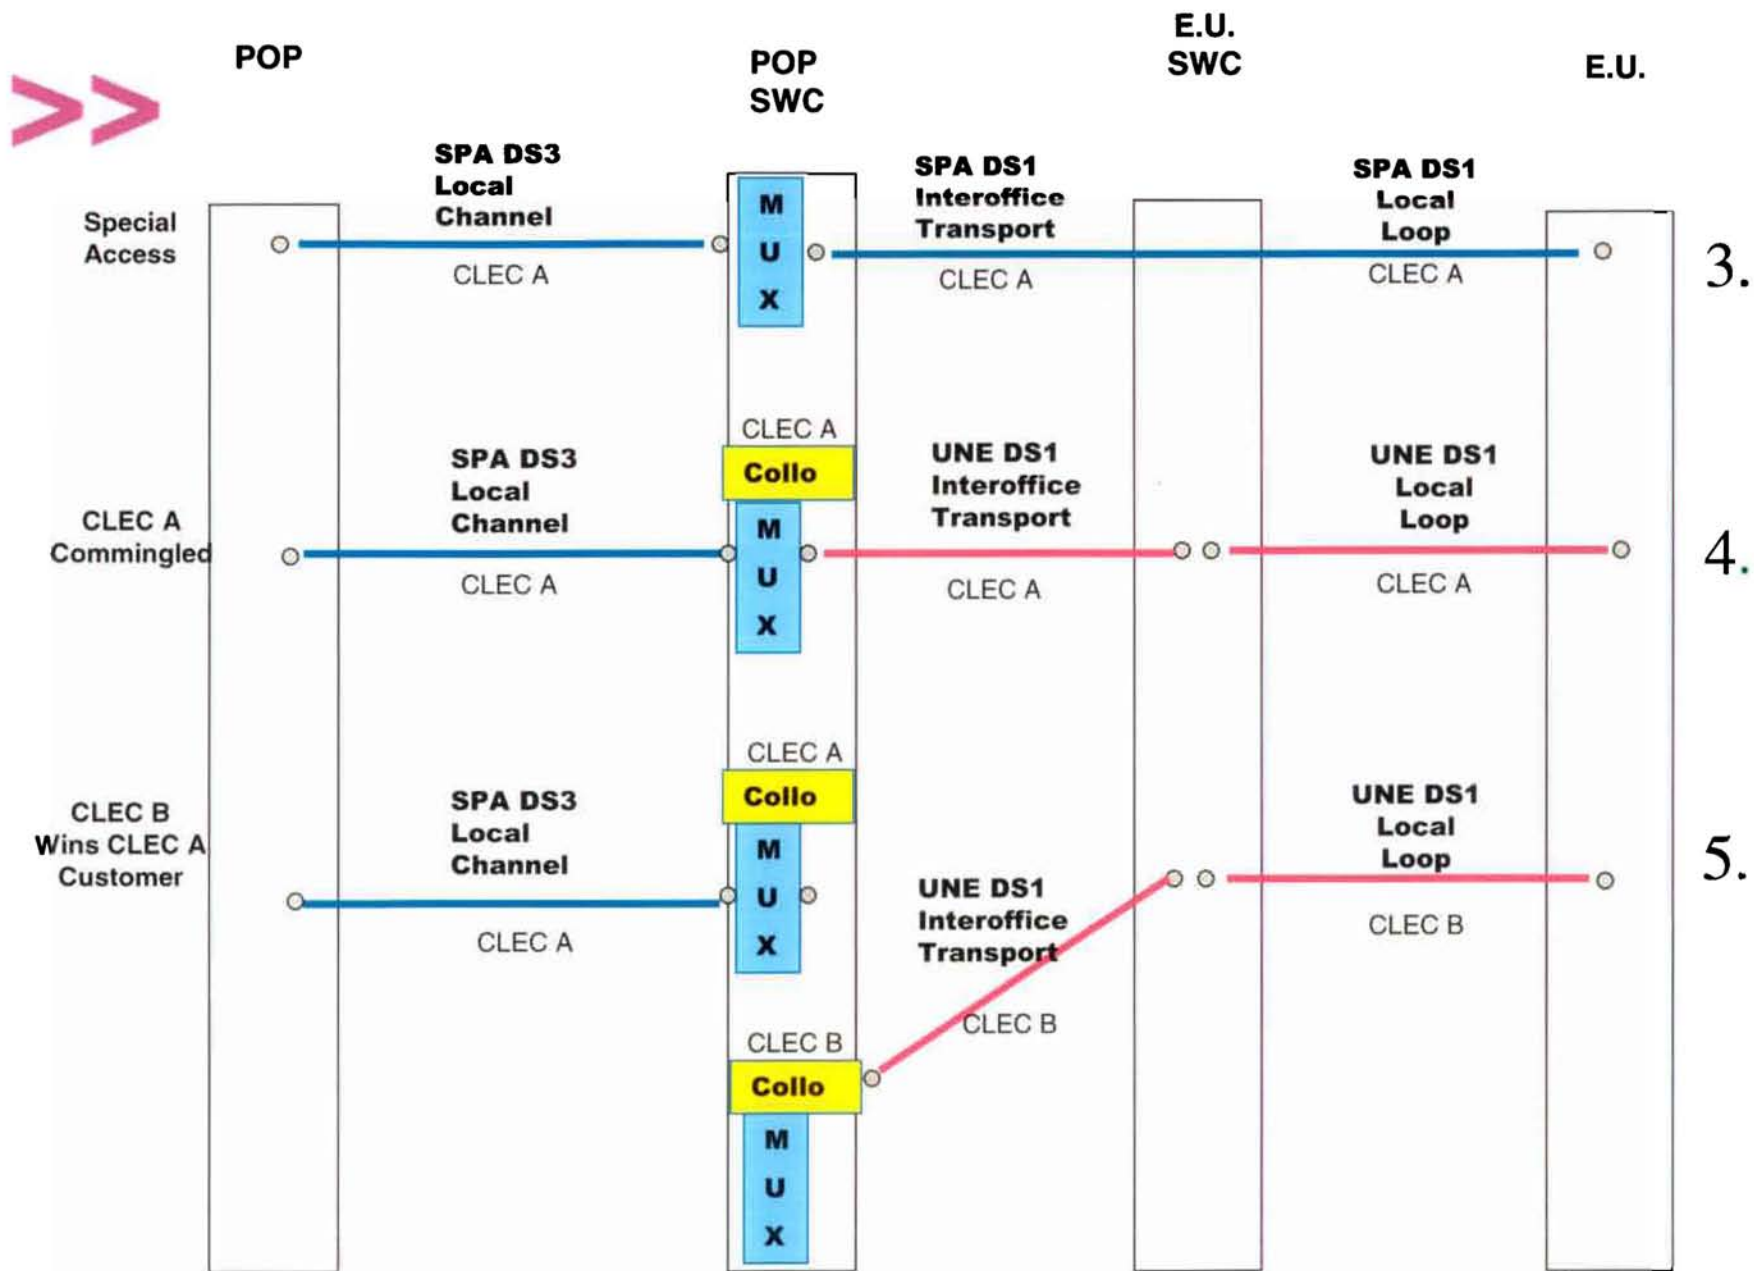 POP
POP
SWC
E.U.
SWC
E.U.
>>
Special
Access
SPA DS3
Local
Channel
CLEC A
M
U
X
SPA DS1
Interoffice
Transport
CLEC A
SPA DS1
Local
Loop
CLEC A
3.
CLEC A
Commingled
SPA DS3
Local
Channel
CLEC A
CLEC A
Collo
M
U
X
UNE DS1
Interoffice
Transport
CLEC A
UNE DS1
Local
Loop
CLEC A
4.
CLEC B
Wins CLEC A
Customer
SPA DS3
Local
Channel
CLEC A
CLEC A
Collo
M
U
X
UNE DS1
Interoffice
Transport
CLEC B
UNE DS1
Local
Loop
CLEC B
5.
CLEC B
Collo
M
U
X